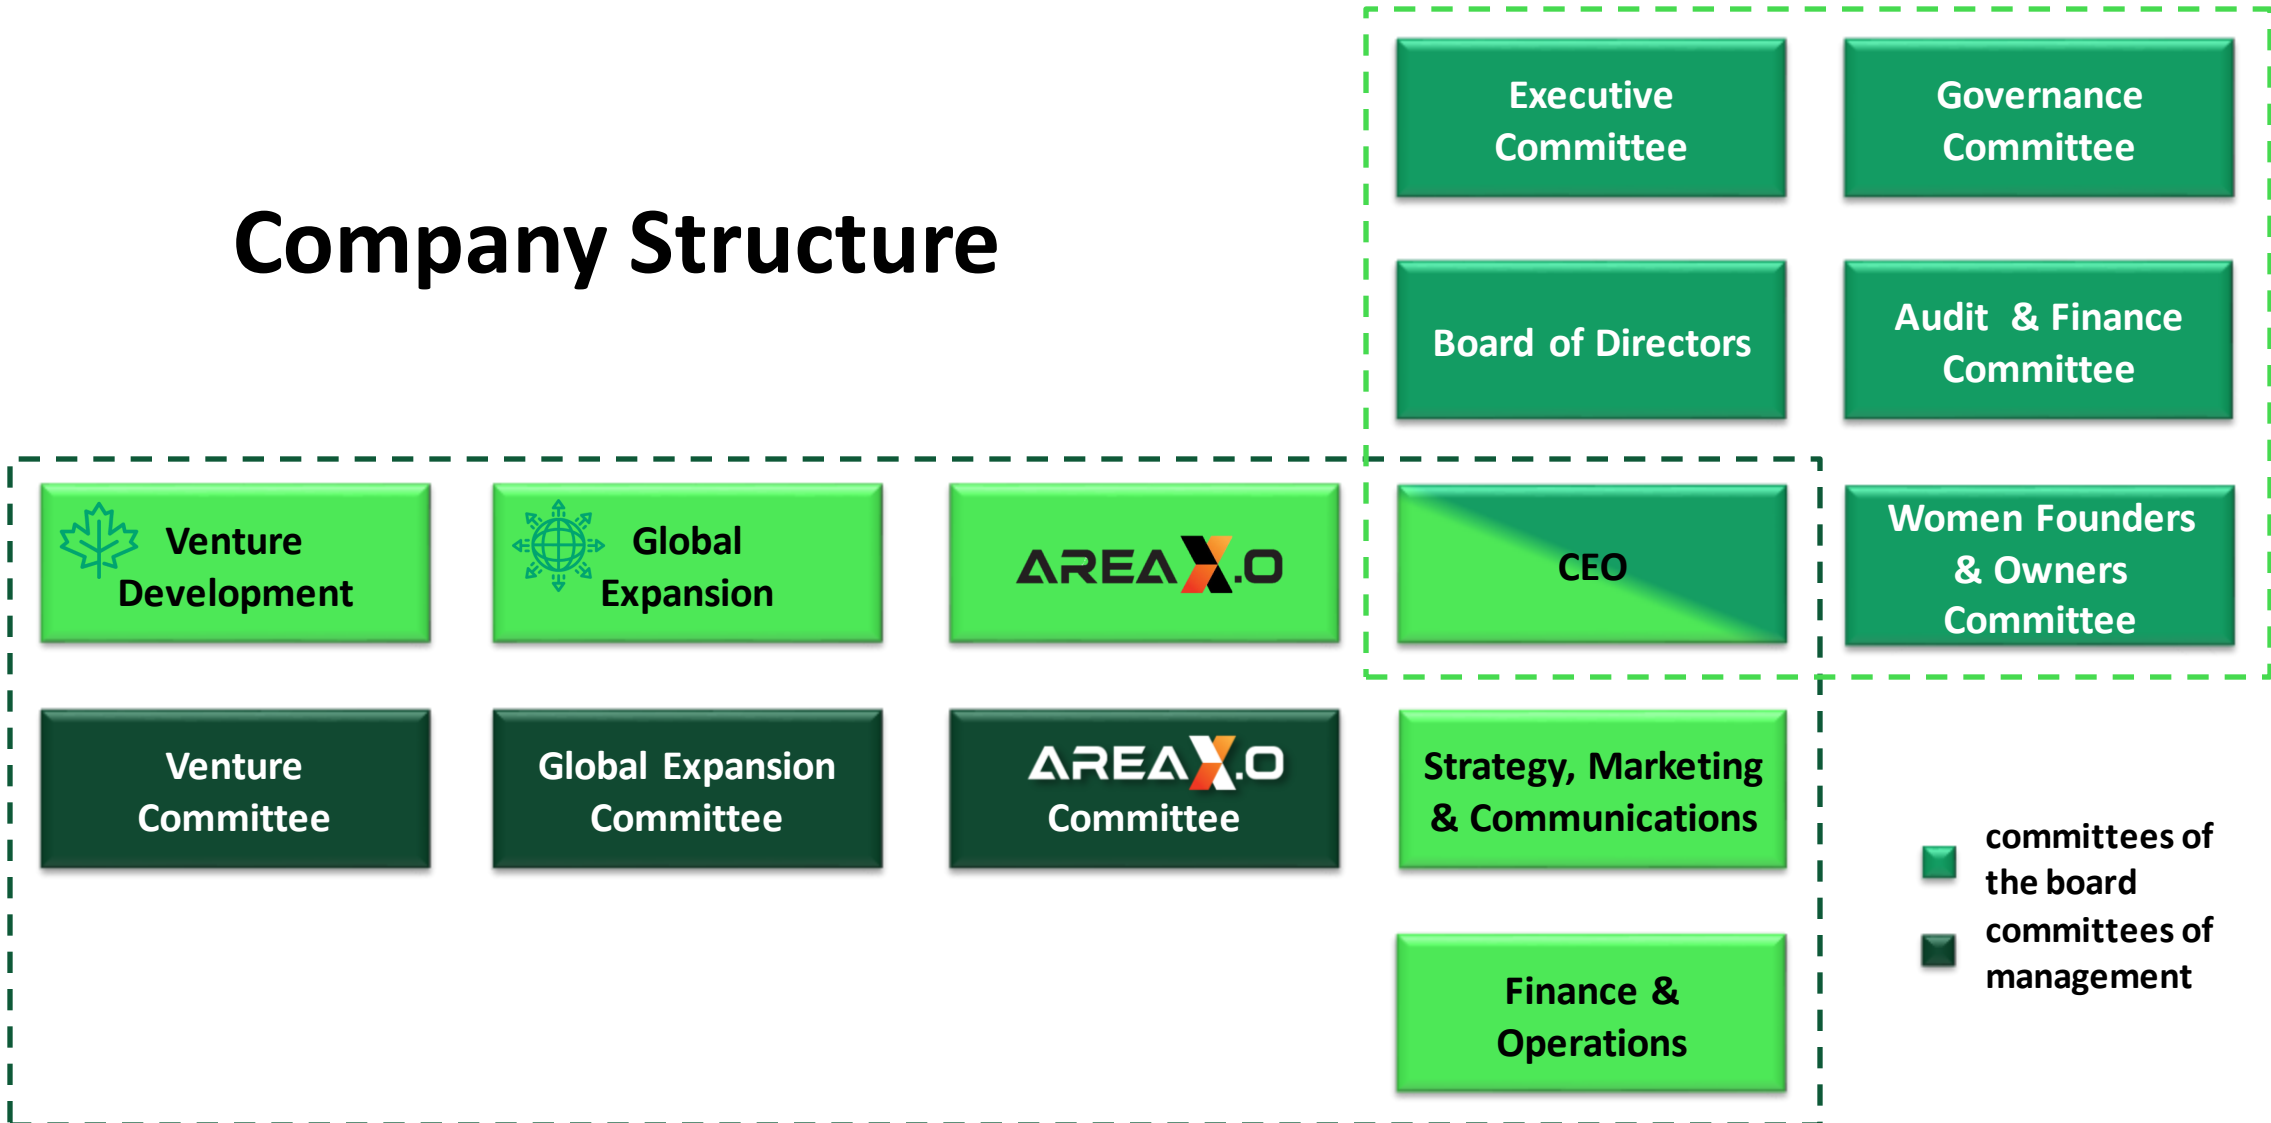 Company Structure
Executive
Committee
Governance
Committee
Board of Directors
Audit & Finance
Committee
Venture
Development
Global
Expansion
AREAX.O
CEO
Women Founders
& Owners
Committee
Venture
Committee
Global Expansion
Committee
AREAX.O
Committee
Strategy, Marketing
& Communications
Finance &
Operations
committees of
the board
committees of
management